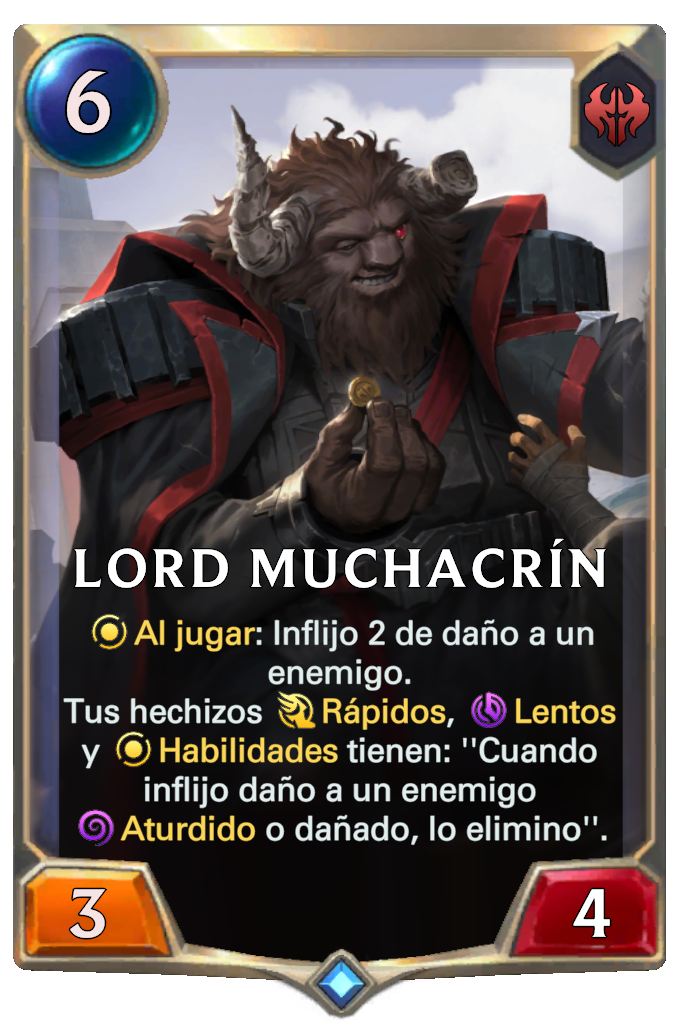 6
LORD MUCHACRÍN
Al jugar: Inflijo 2 de daño a un
enemigo.
Tus hechizos Rápidos, Lentos
y Habilidades tienen: ''Cuando
inflijo daño a un enemigo
Aturdido o dañado, lo elimino''.
3
4